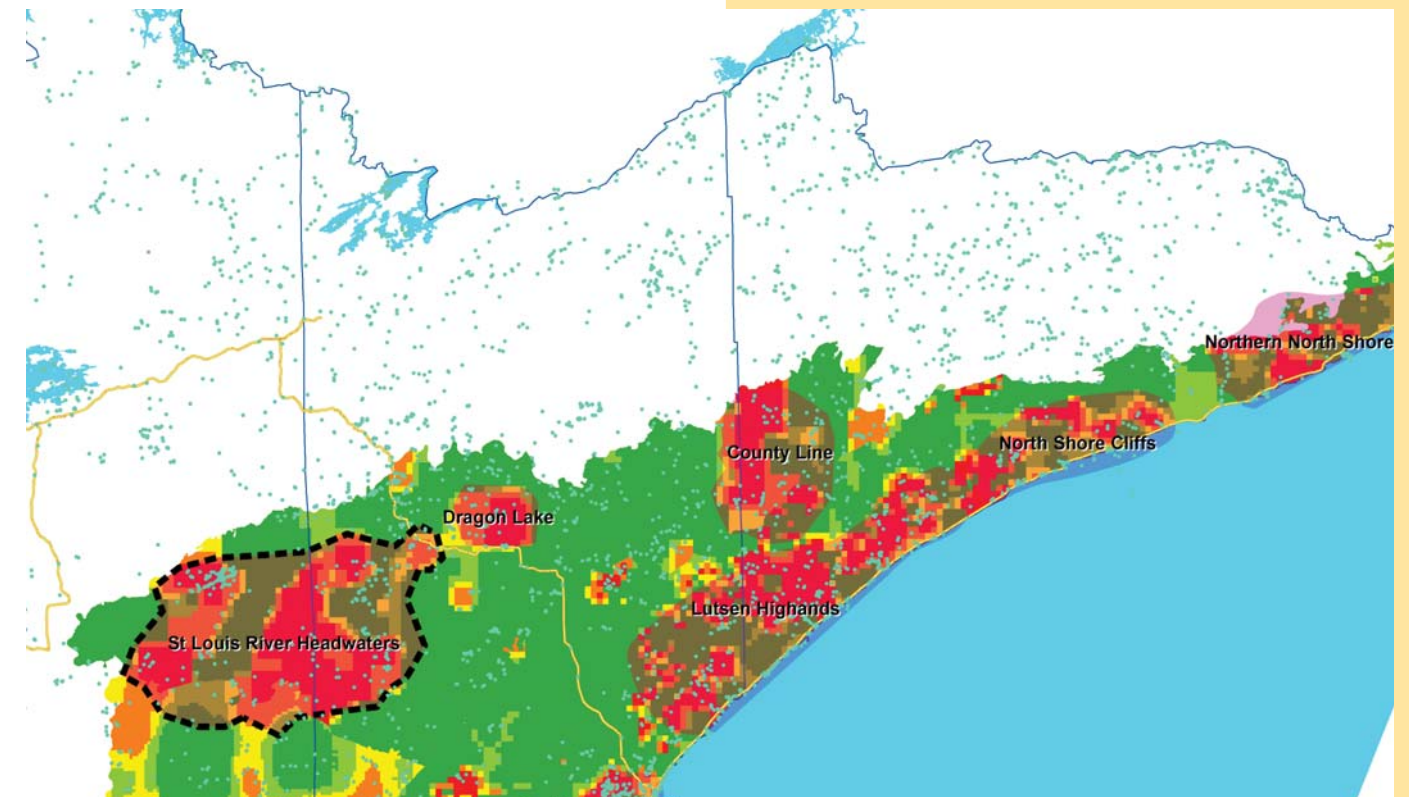 Northern North Shore
North Shore Cliffs
County Line
Dragon Lake
Lutsen Highands
St Louis River Headwaters